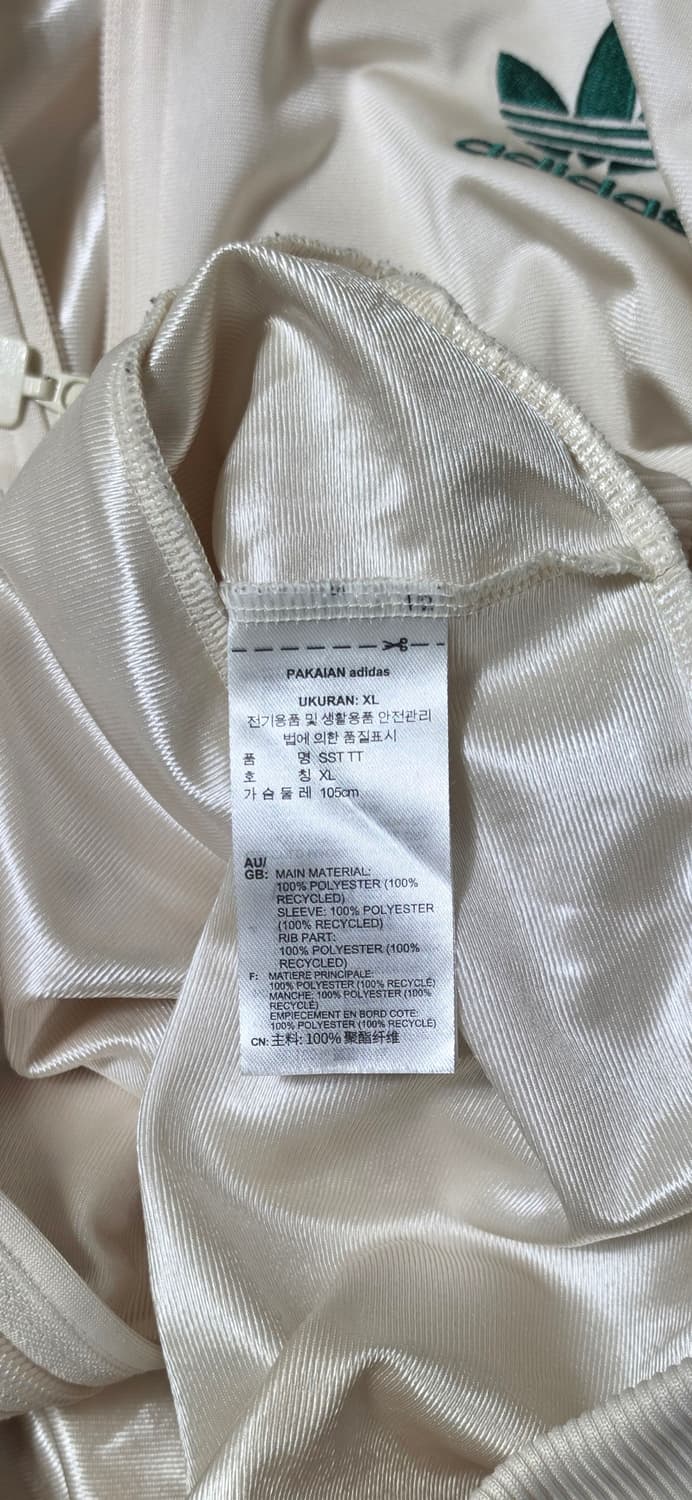 adidas
PAKAIAN adidas
UKURAN: XL
전기용품 및 생활용품 안전관리
법에 의한 품질표시
품 명 SST TT
호 칭 XL
가 슴 둘 레 105cm
AU/
GB: MAIN MATERIAL:
100% POLYESTER (100%
RECYCLED)
SLEEVE: 100% POLYESTER
(100% RECYCLED)
RIB PART:
100% POLYESTER (100%
RECYCLED)
F: MATIERE PRINCIPALE:
100% POLYESTER (100% RECYCLÉ)
MANCHE: 100% POLYESTER (100%
RECYCLÉ)
EMPIECEMENT EN BORD COTE:
100% POLYESTER (100% RECYCLÉ)
CN: 主料: 100% 聚酯纤维